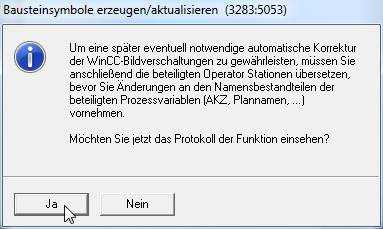 Bausteinsymbole erzeugen/aktualisieren (3283:5053)
Um eine später eventuell notwendige automatische Korrektur
der WinCC-Bildverschaltungen zu gewährleisten, müssen Sie
anschließend die beteiligten Operator Stationen übersetzen,
bevor Sie Änderungen an den Namensbestandteilen der
beteiligten Prozessvariablen (AKZ, Plannamen, ...)
vornehmen.
Möchten Sie jetzt das Protokoll der Funktion einsehen?
Ja
Nein